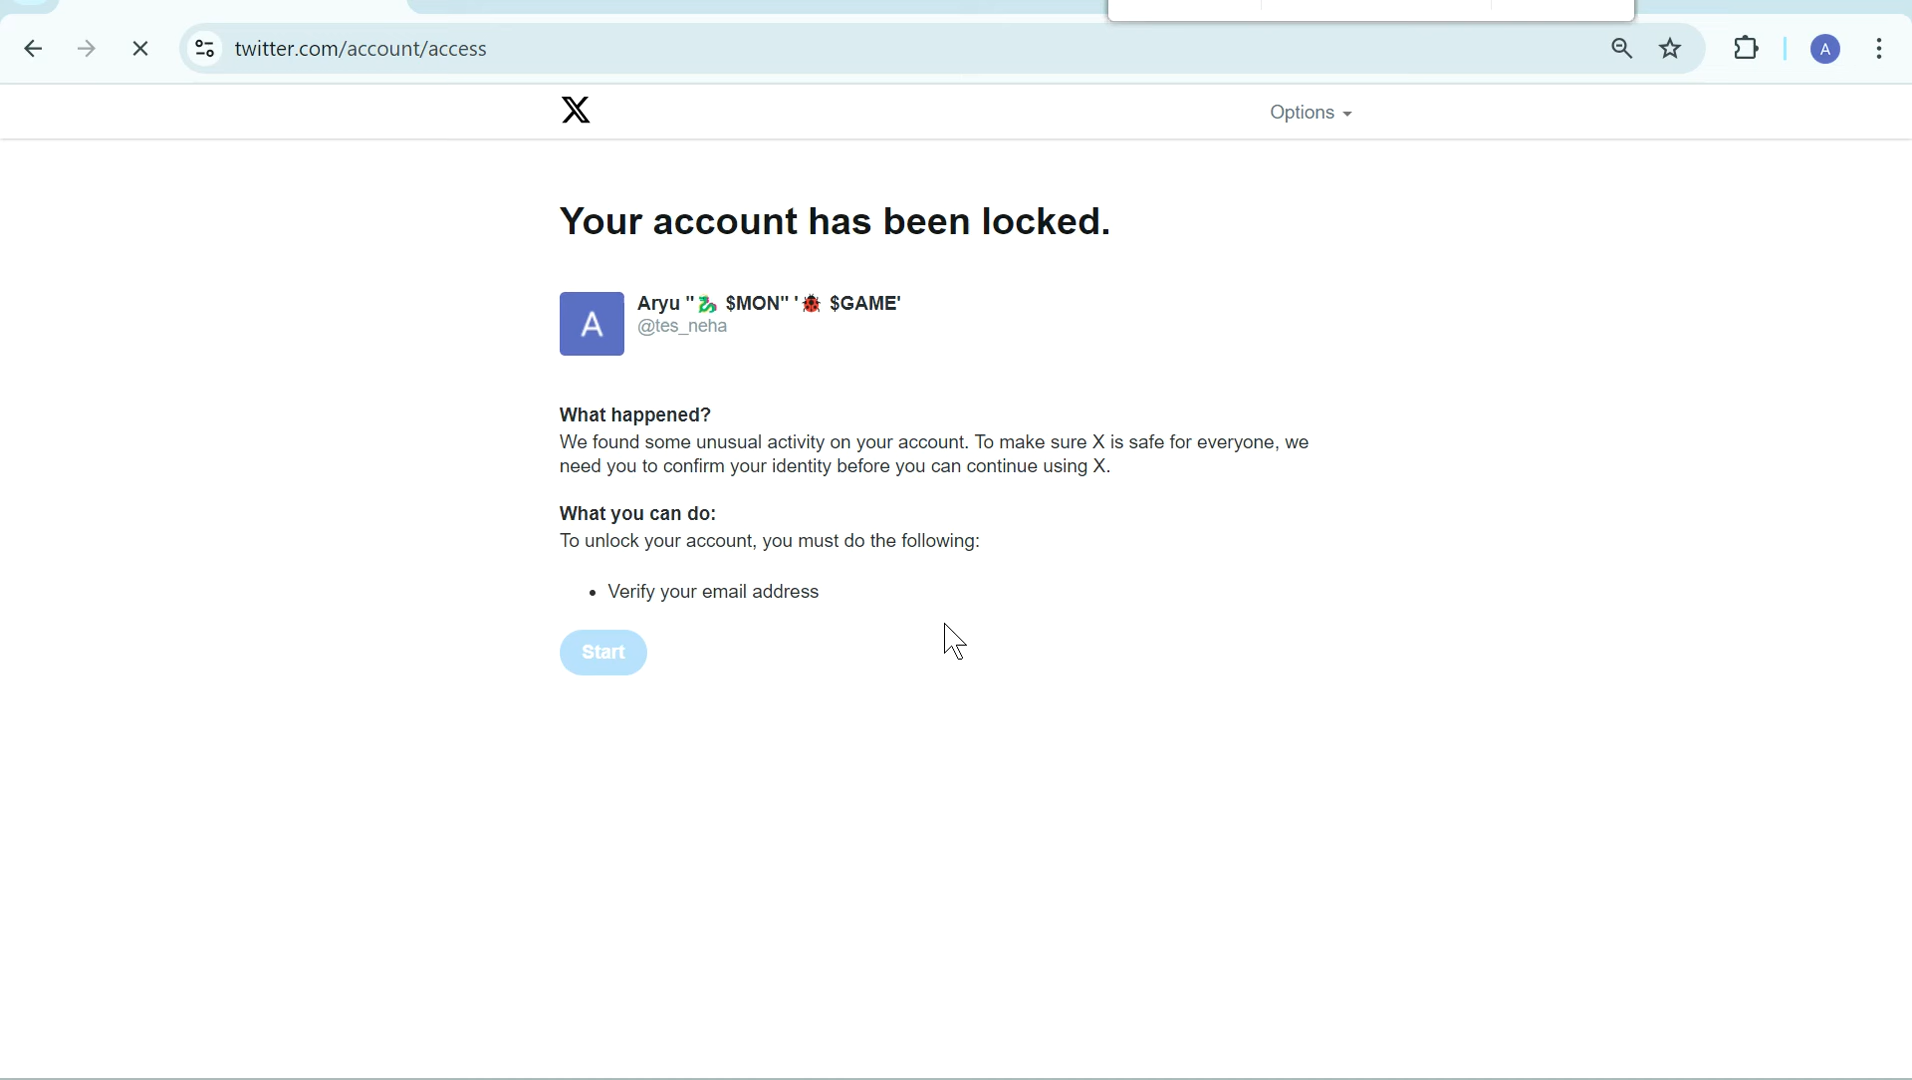 twitter.com/account/access
A
X
Options
Your account has been locked.
A
Aryu "🐉 $MON" '🐞 $GAME'
@tes_neha
What happened?
We found some unusual activity on your account. To make sure X is safe for everyone, we
need you to confirm your identity before you can continue using X.
What you can do:
To unlock your account, you must do the following:
• Verify your email address
Start